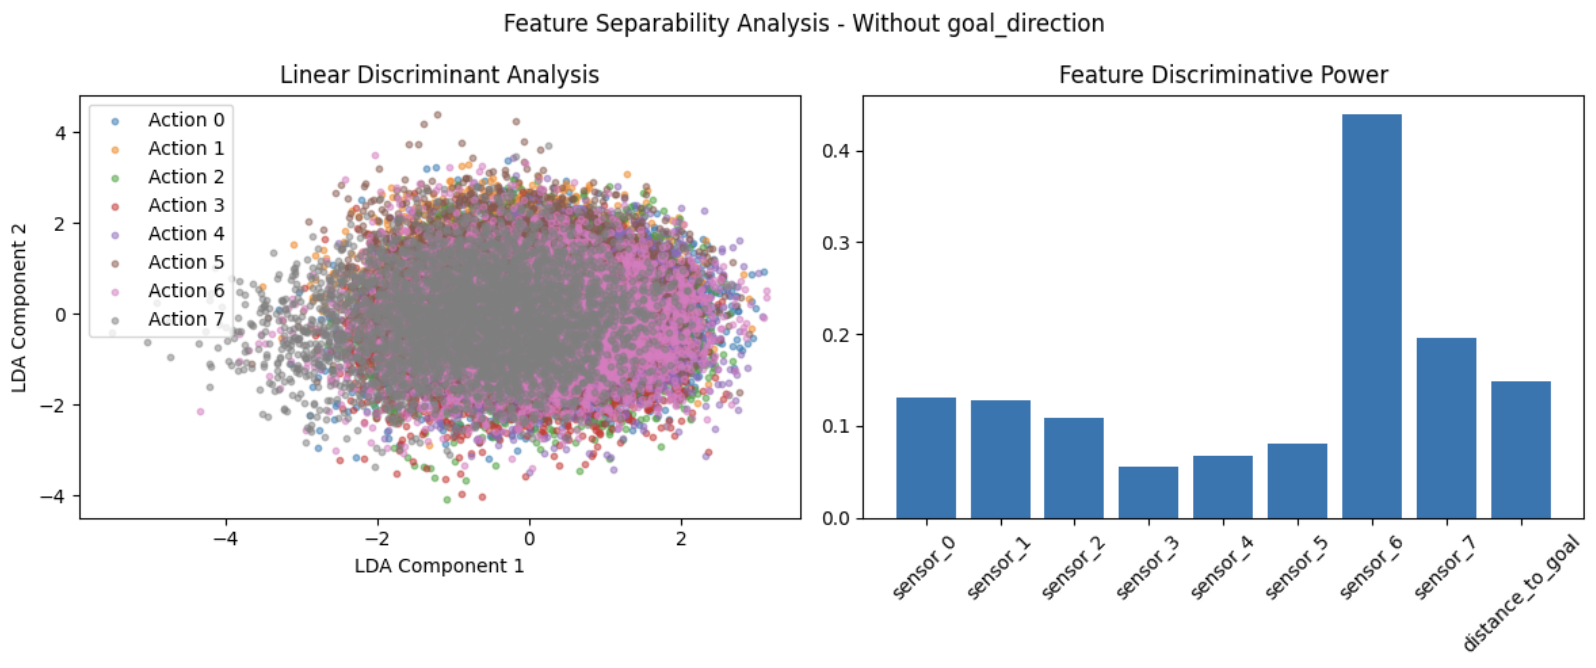 Feature Separability Analysis - Without goal_direction
Linear Discriminant Analysis
Action 0
Action 1
Action 2
Action 3
Action 4
Action 5
Action 6
Action 7
4
2
0
−2
−4
LDA Component 2
−4
−2
0
2
LDA Component 1
Feature Discriminative Power
0.4
0.3
0.2
0.1
0.0
sensor_0
sensor_1
sensor_2
sensor_3
sensor_4
sensor_5
sensor_6
sensor_7
distance_to_goal